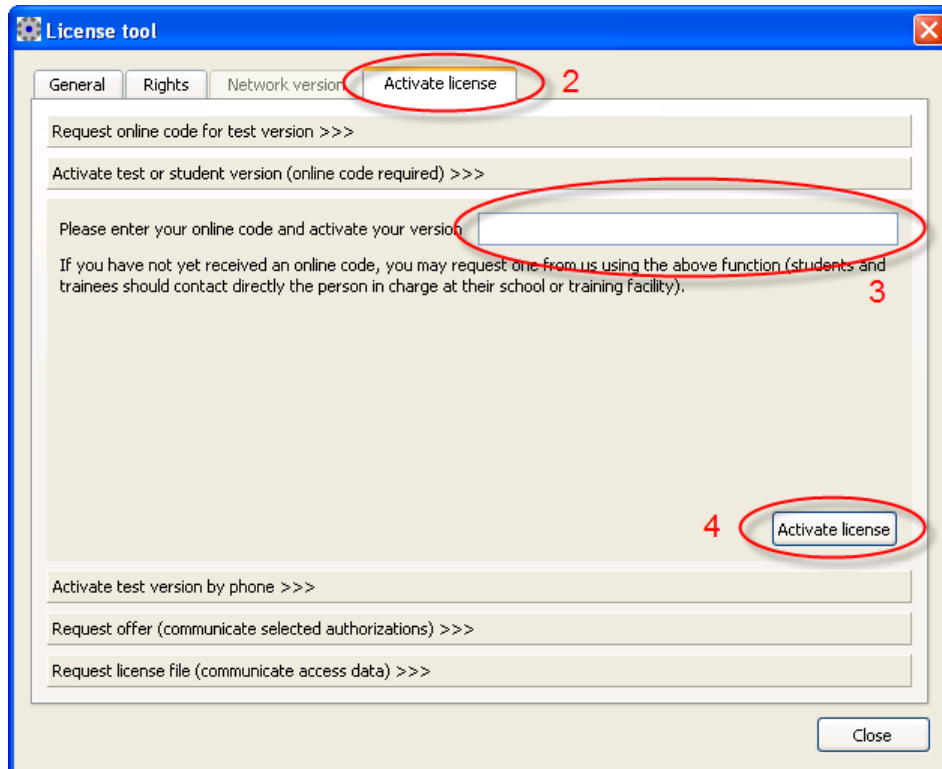 License tool
General Rights Network version Activate license 2
Request online code for test version >>>
Activate test or student version (online code required) >>>
Please enter your online code and activate your version
If you have not yet received an online code, you may request one from us using the above function (students and
trainees should contact directly the person in charge at their school or training facility).
3
4 Activate license
Activate test version by phone >>>
Request offer (communicate selected authorizations) >>>
Request license file (communicate access data) >>>
Close